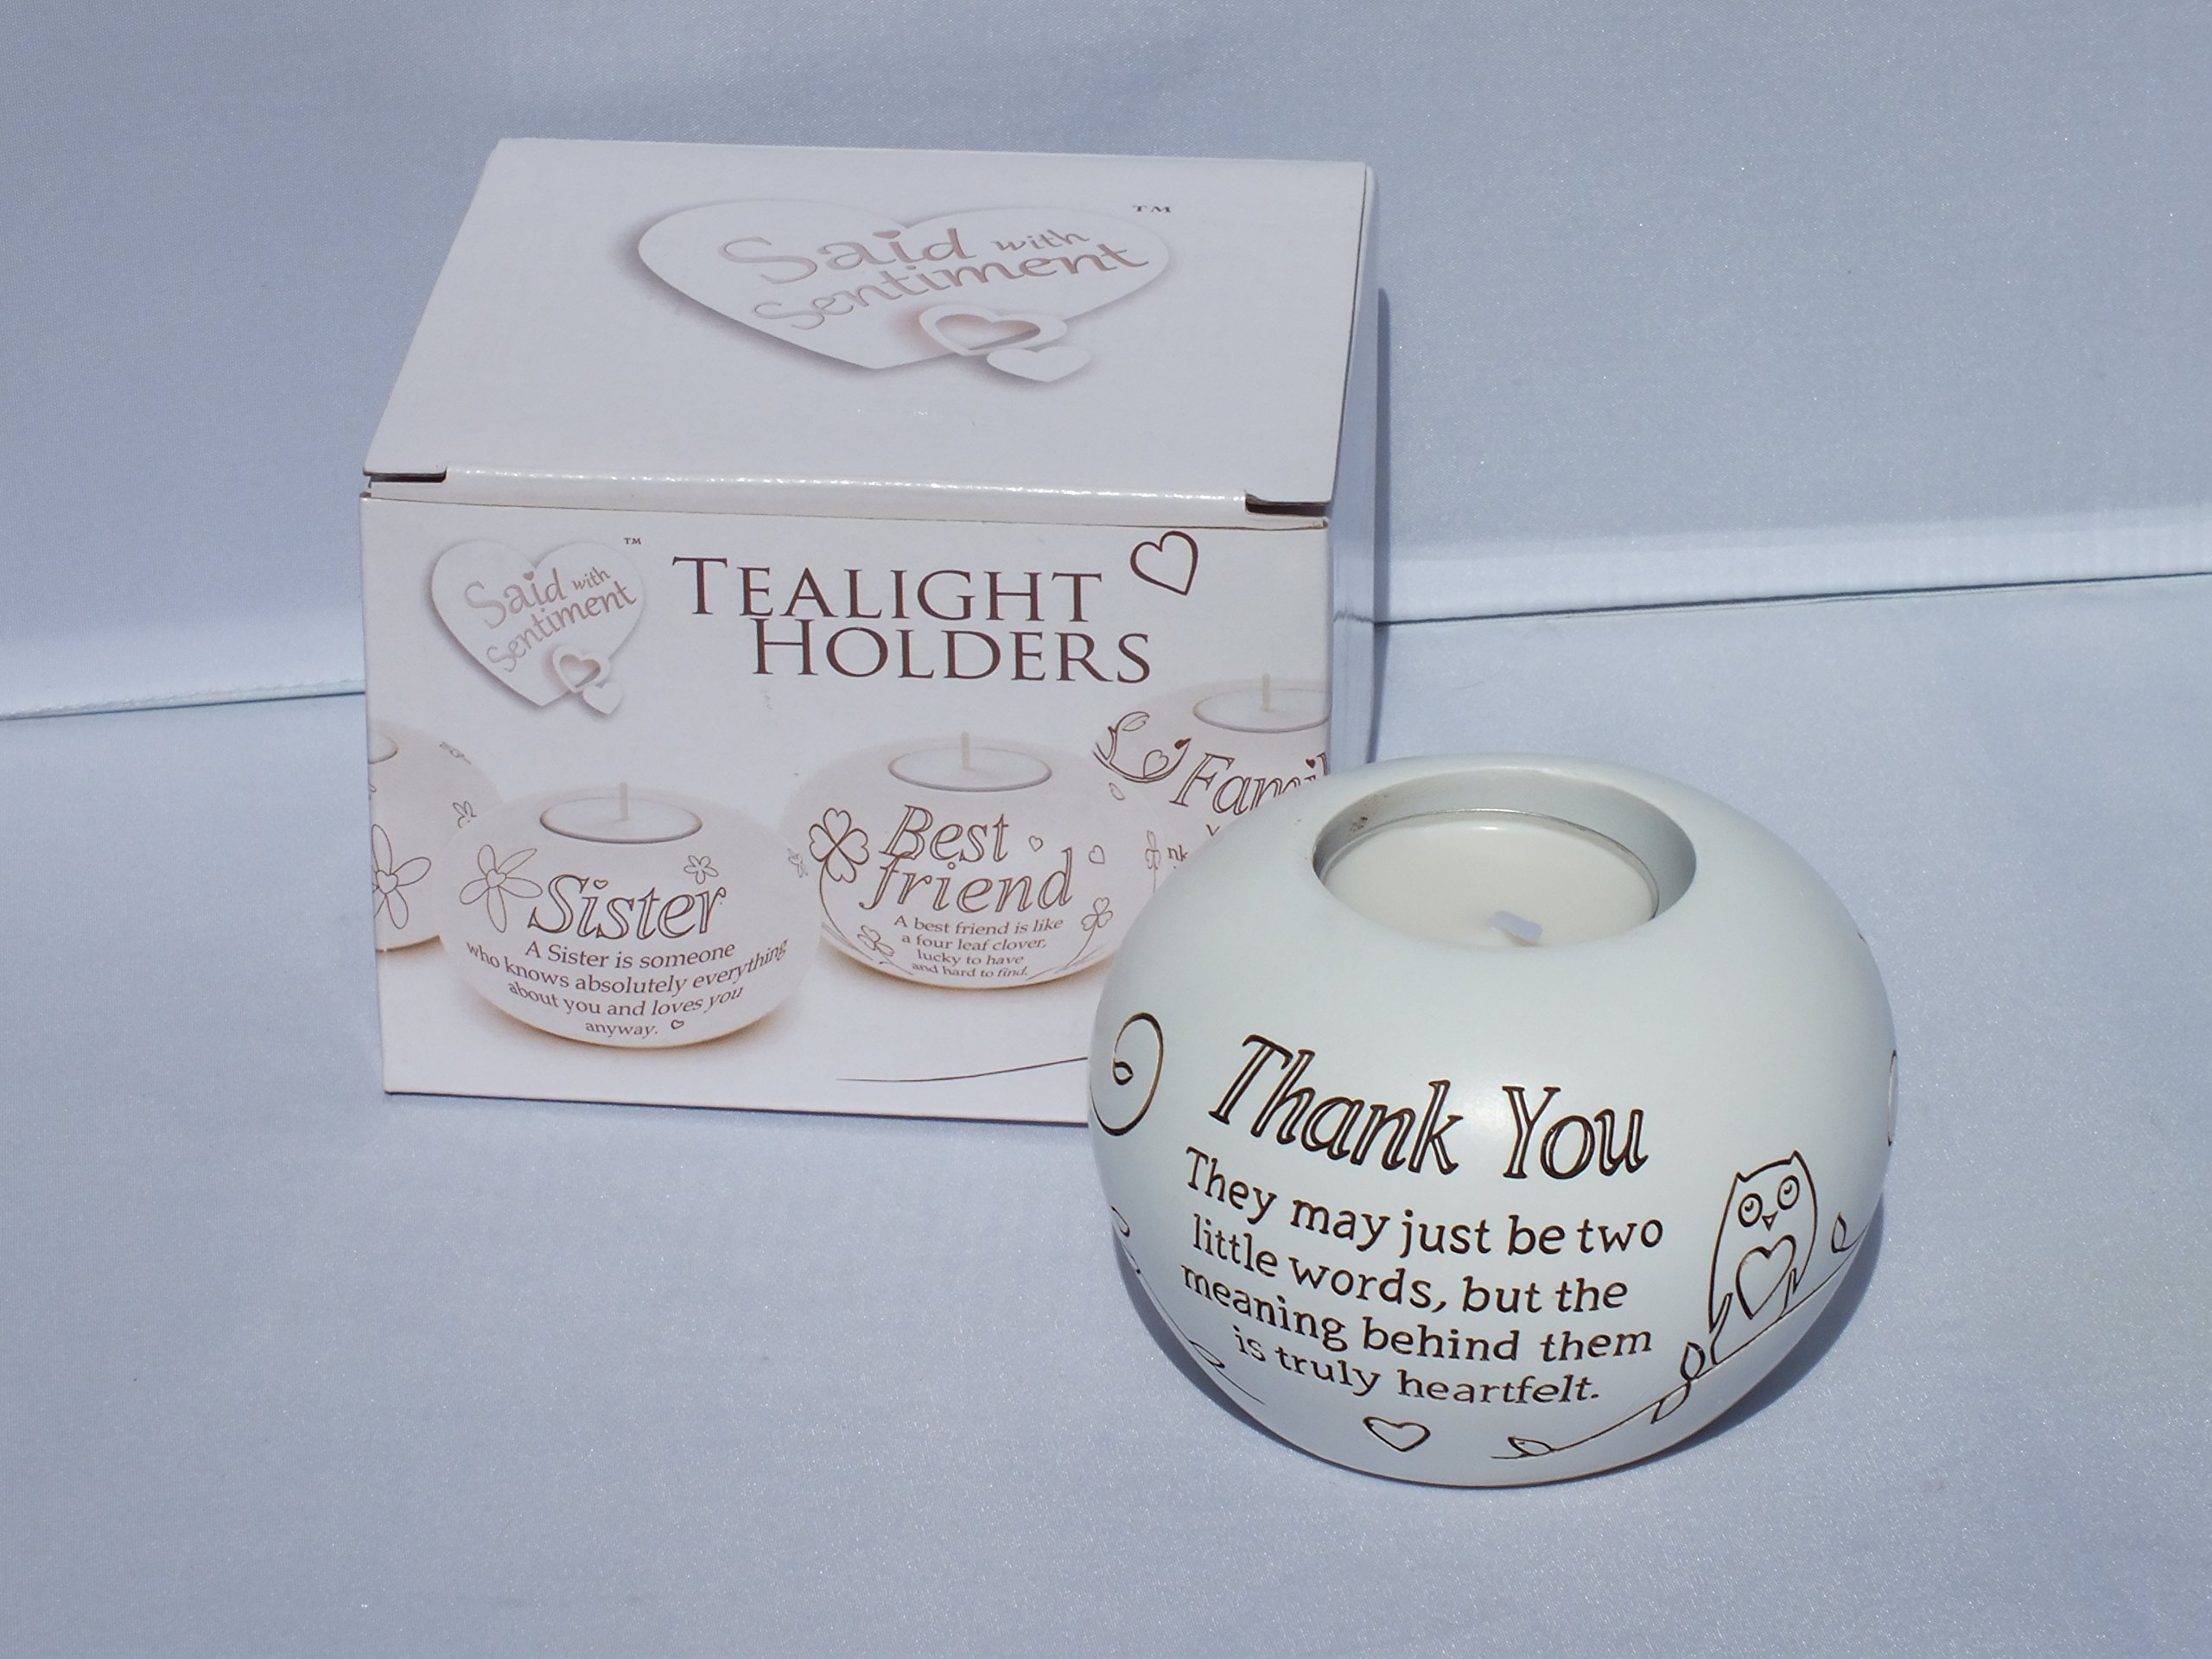 Said with
Sentiment
TM
Said with
Sentiment
TM
TEALIGHT
HOLDERS
Sister
A Sister is someone
who knows absolutely everything
about you and loves you
anyway.
Best
friend
A best friend is like
a four leaf clover,
lucky to have
and hard to find.
Famil
nk
Thank You
They may just be two
little words, but the
meaning behind them
is truly heartfelt.